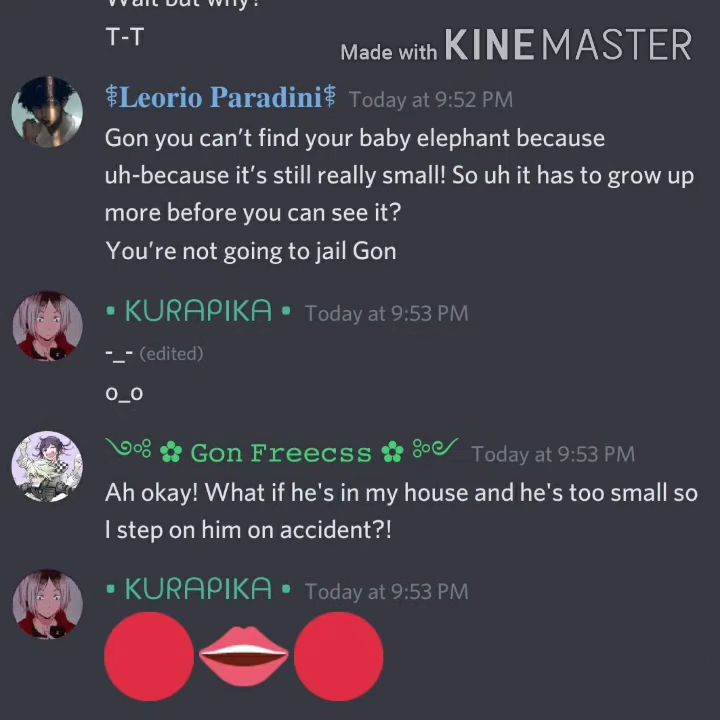 Wait but why?
T-T
Made with KINEMASTER
⚕Leorio Paradini⚕ Today at 9:52 PM
Gon you can’t find your baby elephant because
uh-because it’s still really small! So uh it has to grow up
more before you can see it?
You’re not going to jail Gon
• KURAPIKA • Today at 9:53 PM
-_- (edited)
o_o
༺ ✿ Gon Freecss ✿ ༻ Today at 9:53 PM
Ah okay! What if he's in my house and he's too small so
I step on him on accident?!
• KURAPIKA • Today at 9:53 PM
🔴👄🔴